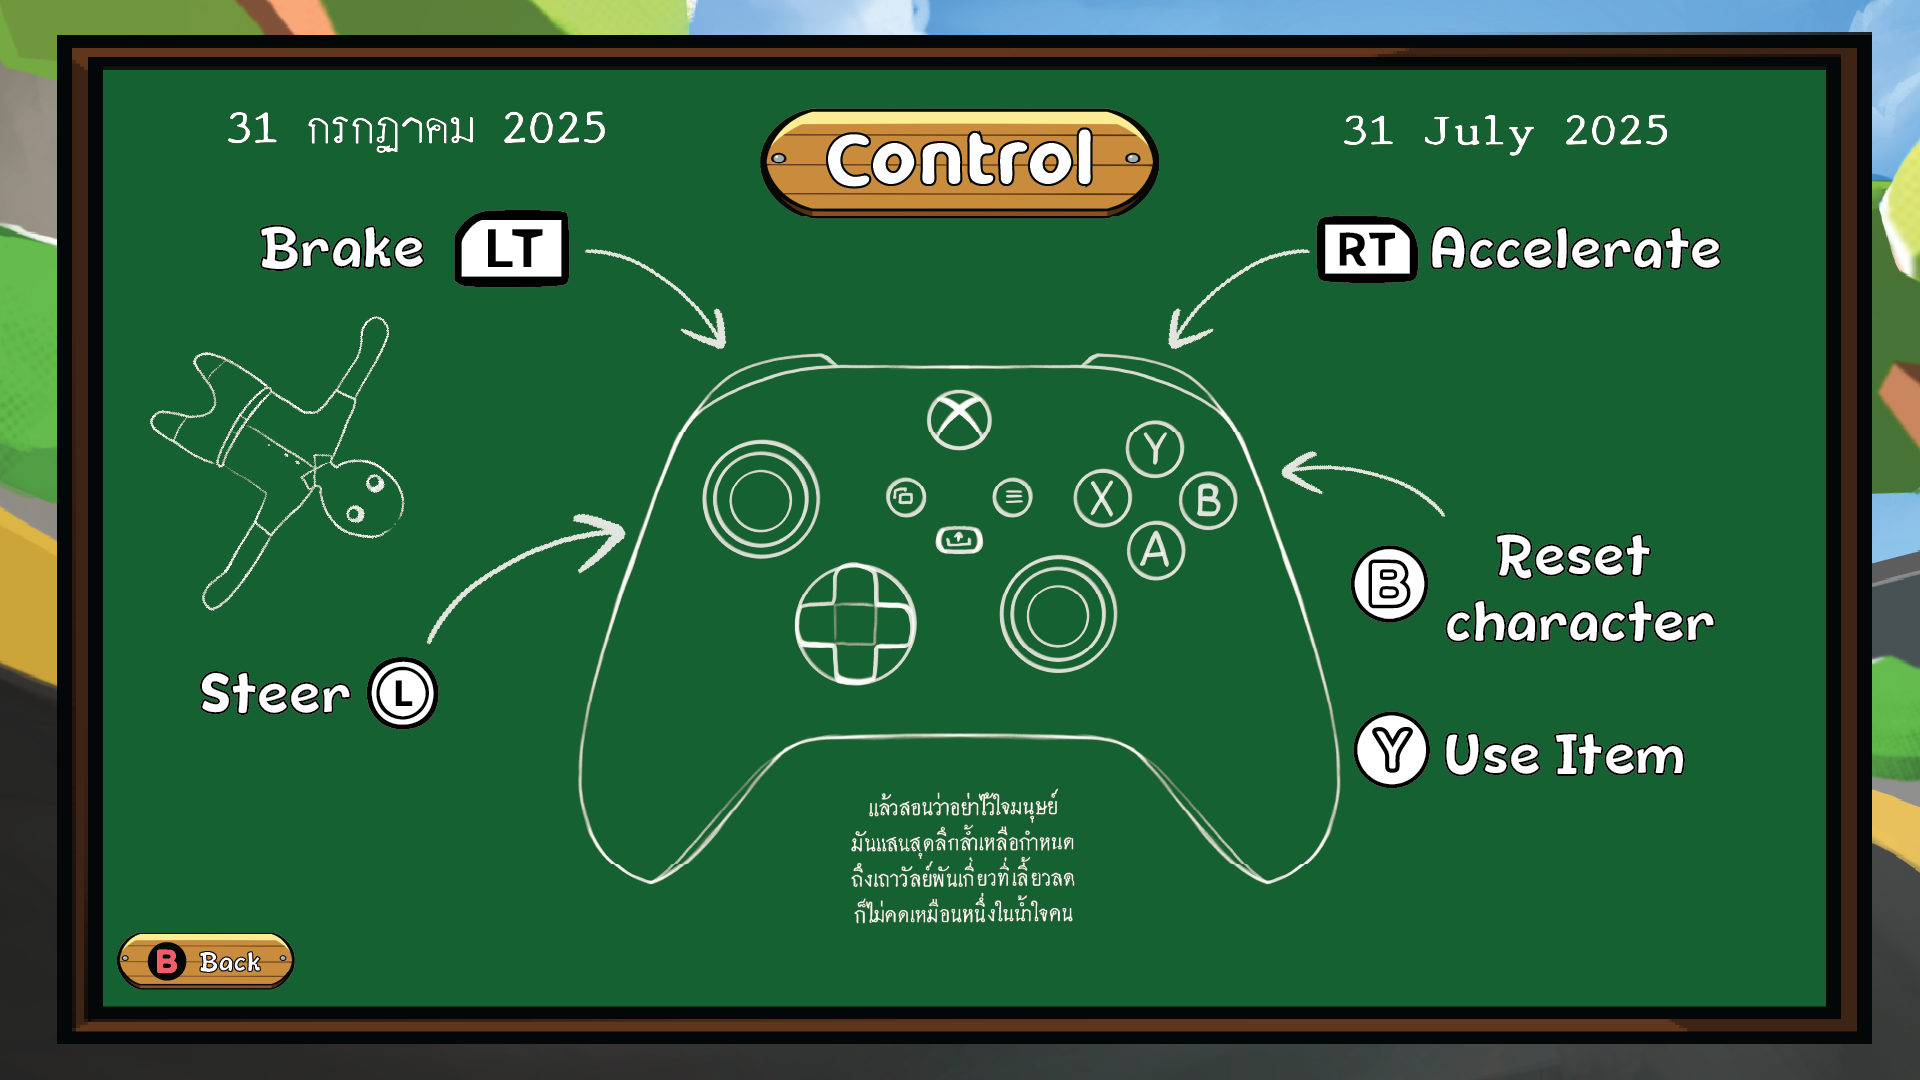 31 กรกฎาคม 2025
Control
31 July 2025
Brake LT
RT Accelerate
Y
X B
A
B Reset
character
Steer L
Y Use Item
แล้วสอนว่าอย่าไว้ใจมนุษย์
มันแสนสุดลึกล้ำเหลือกำหนด
ถึงเถาวัลย์พันเกี่ยวที่เลี้ยวลด
ก็ไม่คดเหมือนหนึ่งในน้ำใจคน
B Back